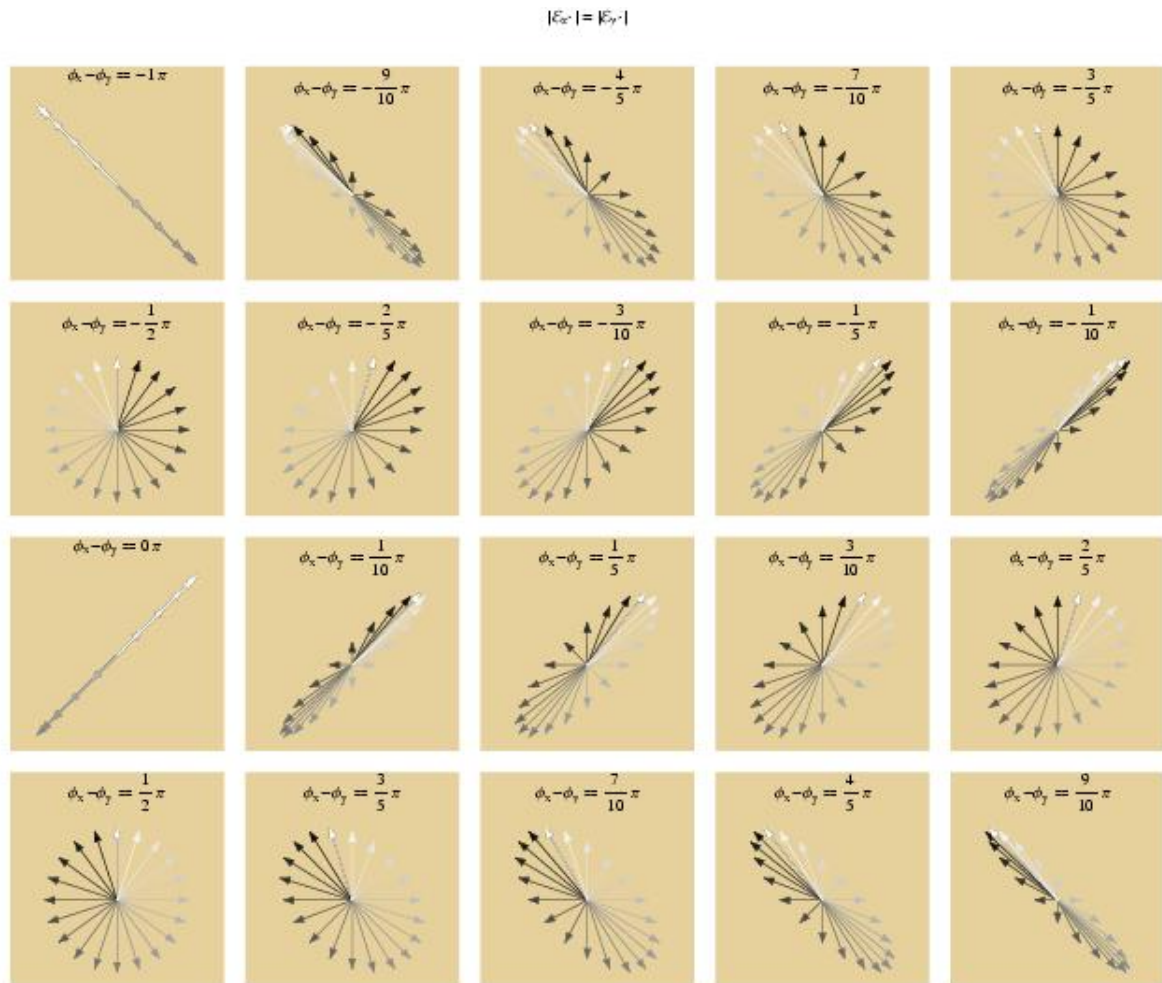 |ℰx'| = |ℰy'|
ϕx−ϕy = −1 π
ϕx−ϕy = −9/10 π
ϕx−ϕy = −4/5 π
ϕx−ϕy = −7/10 π
ϕx−ϕy = −3/5 π
ϕx−ϕy = −1/2 π
ϕx−ϕy = −2/5 π
ϕx−ϕy = −3/10 π
ϕx−ϕy = −1/5 π
ϕx−ϕy = −1/10 π
ϕx−ϕy = 0 π
ϕx−ϕy = 1/10 π
ϕx−ϕy = 1/5 π
ϕx−ϕy = 3/10 π
ϕx−ϕy = 2/5 π
ϕx−ϕy = 1/2 π
ϕx−ϕy = 3/5 π
ϕx−ϕy = 7/10 π
ϕx−ϕy = 4/5 π
ϕx−ϕy = 9/10 π